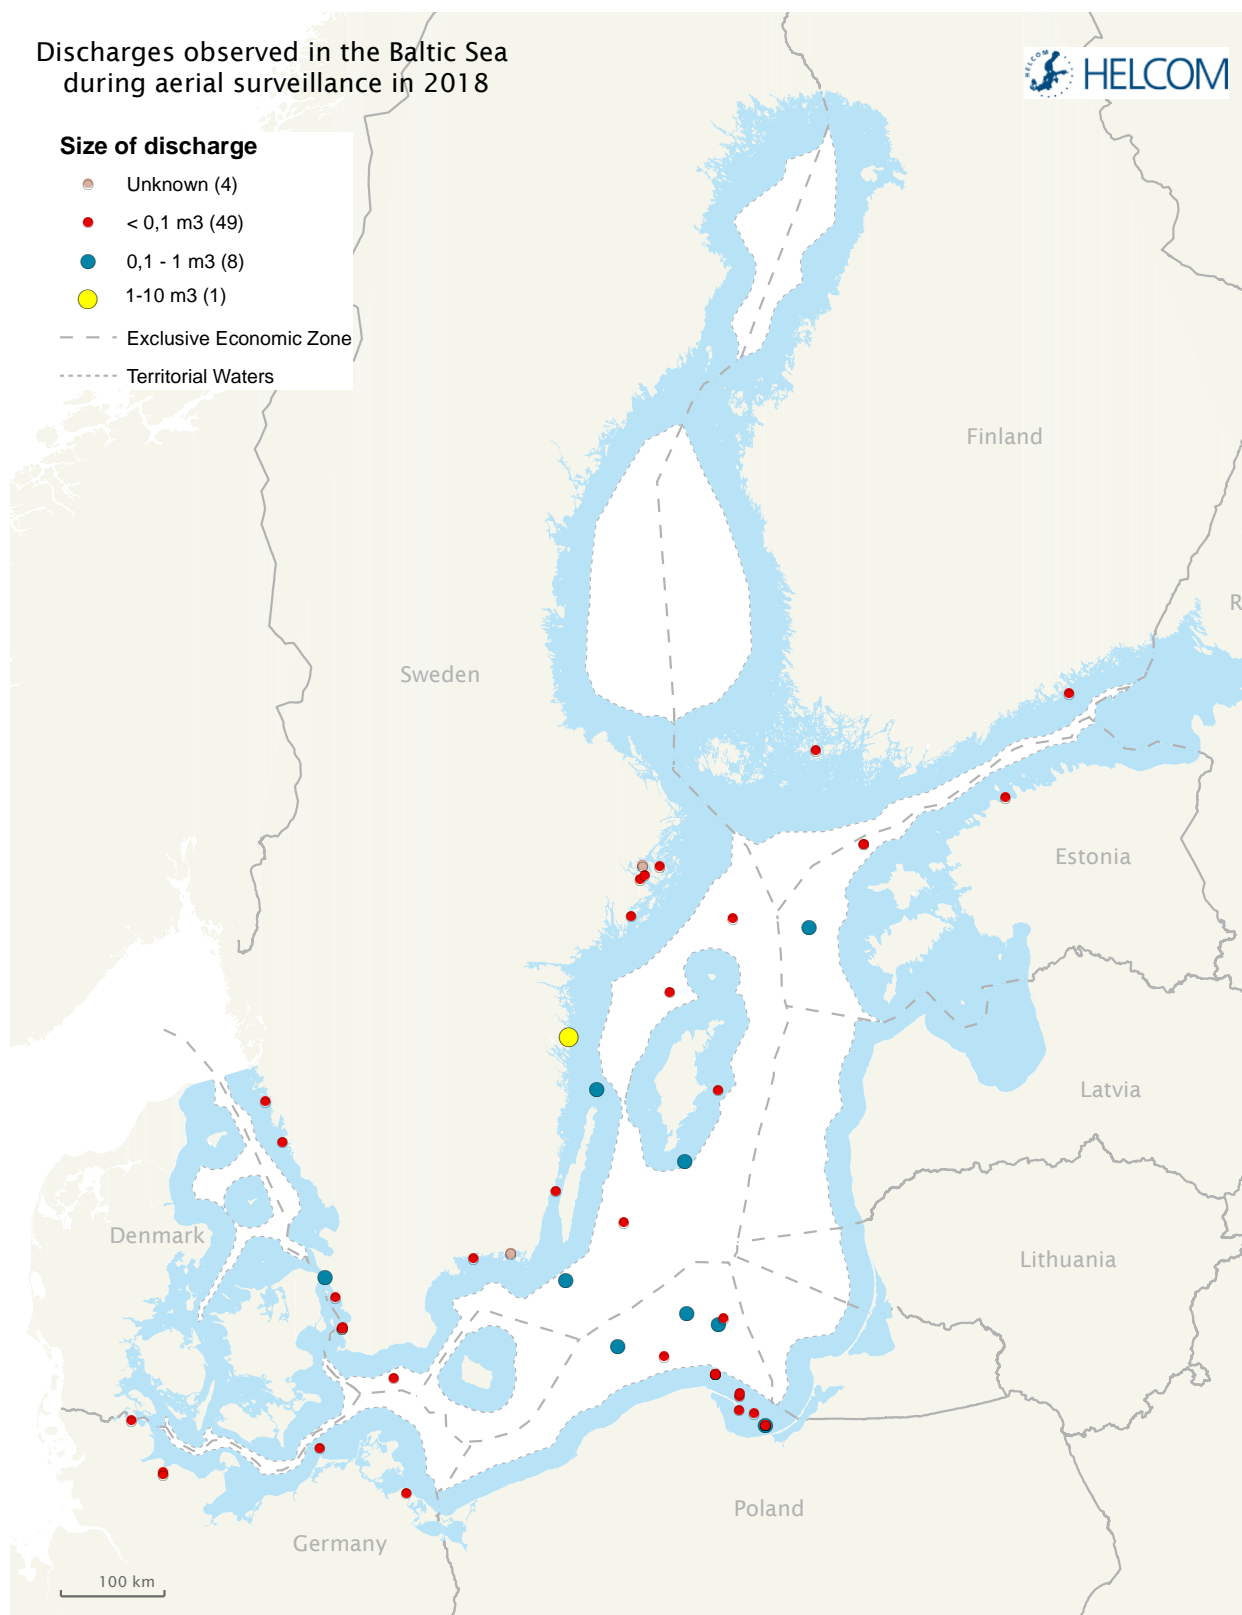 Discharges observed in the Baltic Sea
during aerial surveillance in 2018
HELCOM
HELCOM
Size of discharge
Unknown (4)
< 0,1 m3 (49)
0,1 - 1 m3 (8)
1-10 m3 (1)
Exclusive Economic Zone
Territorial Waters
Finland
R
Sweden
Estonia
Latvia
Denmark
Lithuania
Poland
Germany
100 km